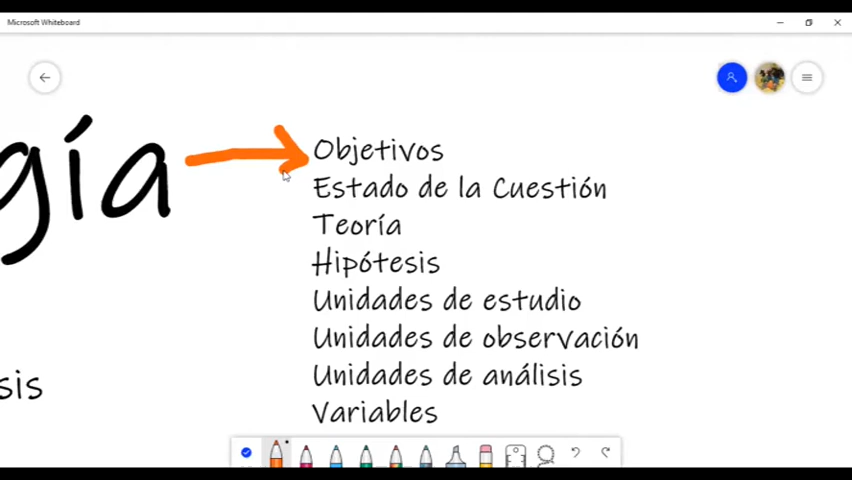 Microsoft Whiteboard
gía
Objetivos
Estado de la Cuestión
Teoría
Hipótesis
Unidades de estudio
Unidades de observación
Unidades de análisis
sis
Variables